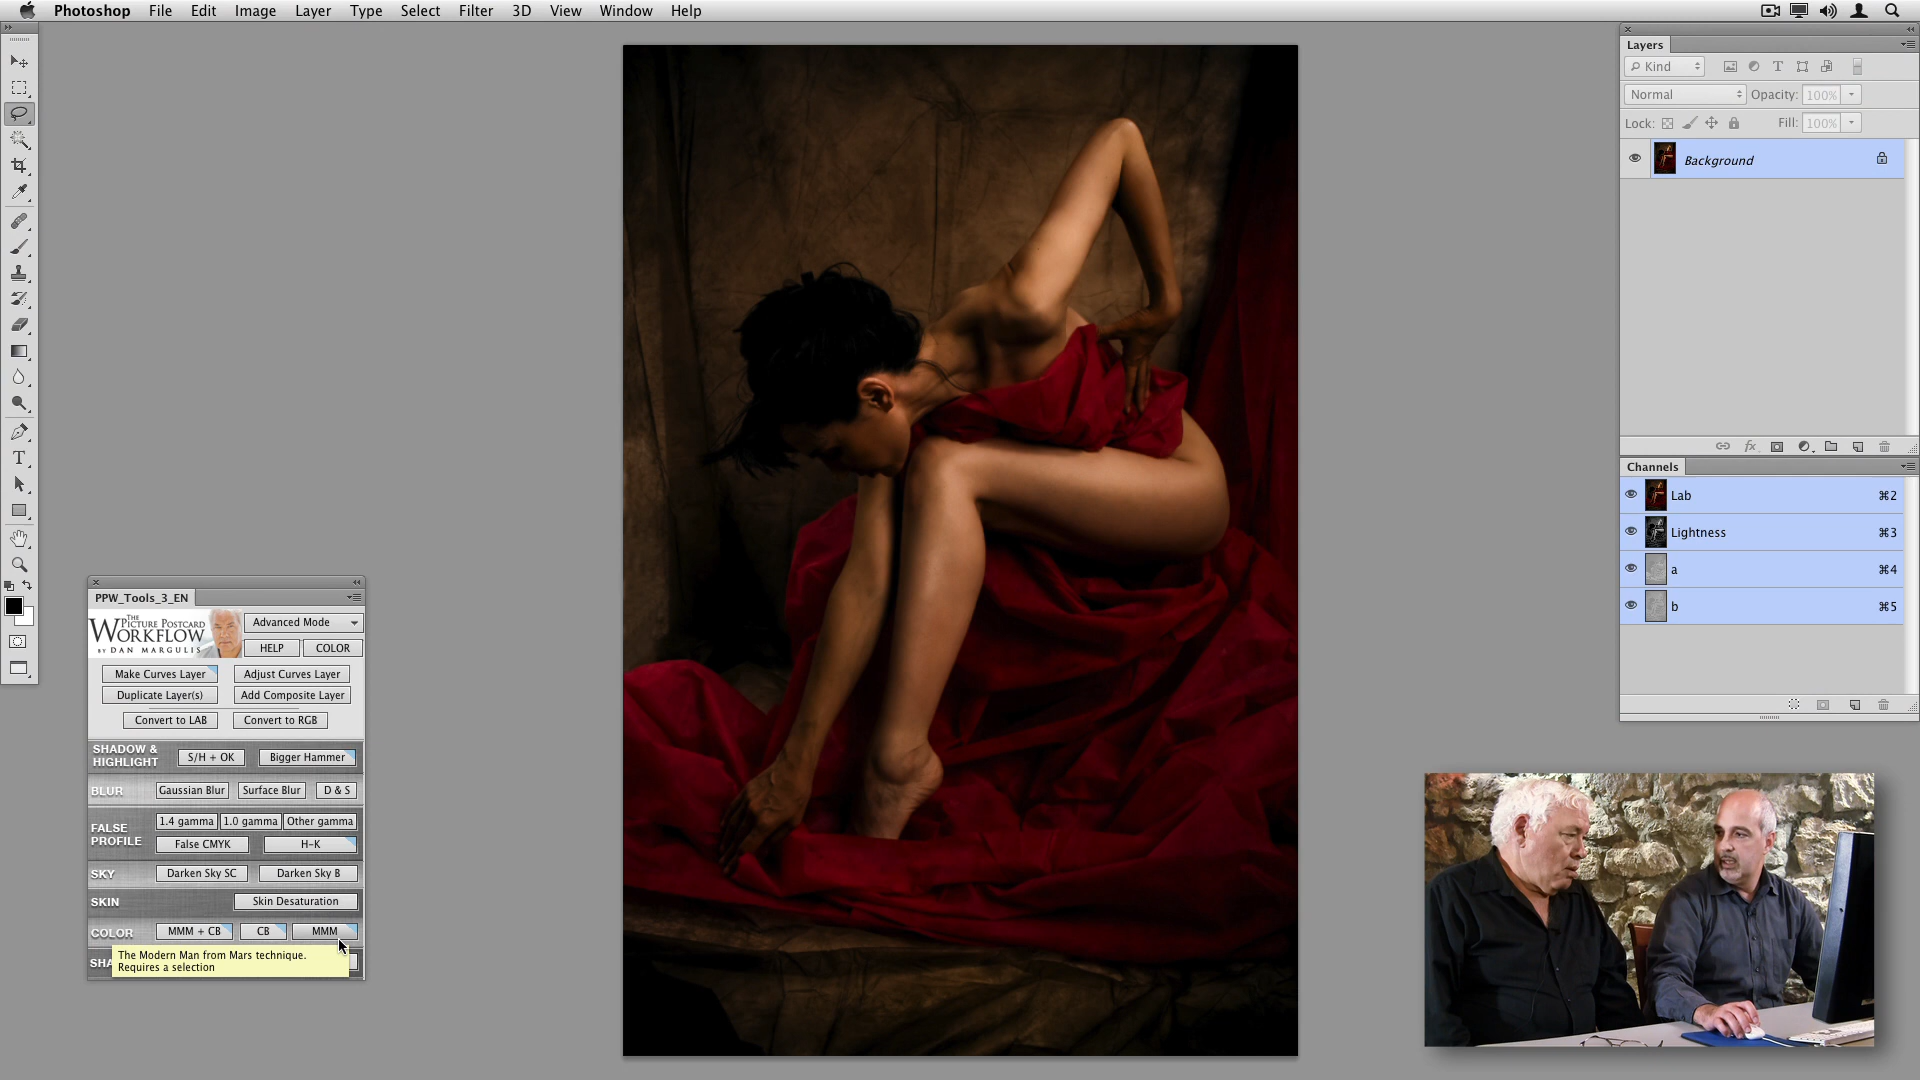 Photoshop File Edit Image Layer Type Select Filter 3D View Window Help
Layers
Kind
Normal Opacity: 100%
Lock: Fill: 100%
Background
fx
Channels
Lab ⌘2
Lightness ⌘3
a ⌘4
b ⌘5
PPW_Tools_3_EN
THE PICTURE POSTCARD
WORKFLOW
BY DAN MARGULIS
Advanced Mode
HELP COLOR
Make Curves Layer Adjust Curves Layer
Duplicate Layer(s) Add Composite Layer
Convert to LAB Convert to RGB
SHADOW & HIGHLIGHT S/H + OK Bigger Hammer
BLUR Gaussian Blur Surface Blur D & S
FALSE PROFILE 1.4 gamma 1.0 gamma Other gamma
False CMYK H-K
SKY Darken Sky SC Darken Sky B
SKIN Skin Desaturation
COLOR MMM + CB CB MMM
The Modern Man from Mars technique.
Requires a selection
SHA